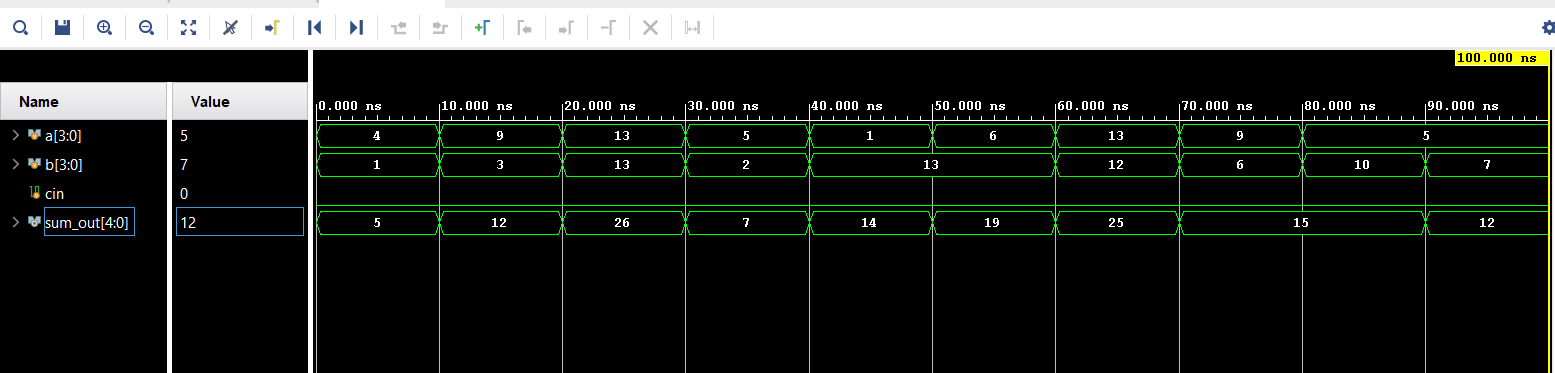 100.000 ns
Name Value
0.000 ns 10.000 ns 20.000 ns 30.000 ns 40.000 ns 50.000 ns 60.000 ns 70.000 ns 80.000 ns 90.000 ns
a[3:0] 5 4 9 13 5 1 6 13 9 5
b[3:0] 7 1 3 13 2 13 12 6 10 7
cin 0
sum_out[4:0] 12 5 12 26 7 14 19 25 15 12